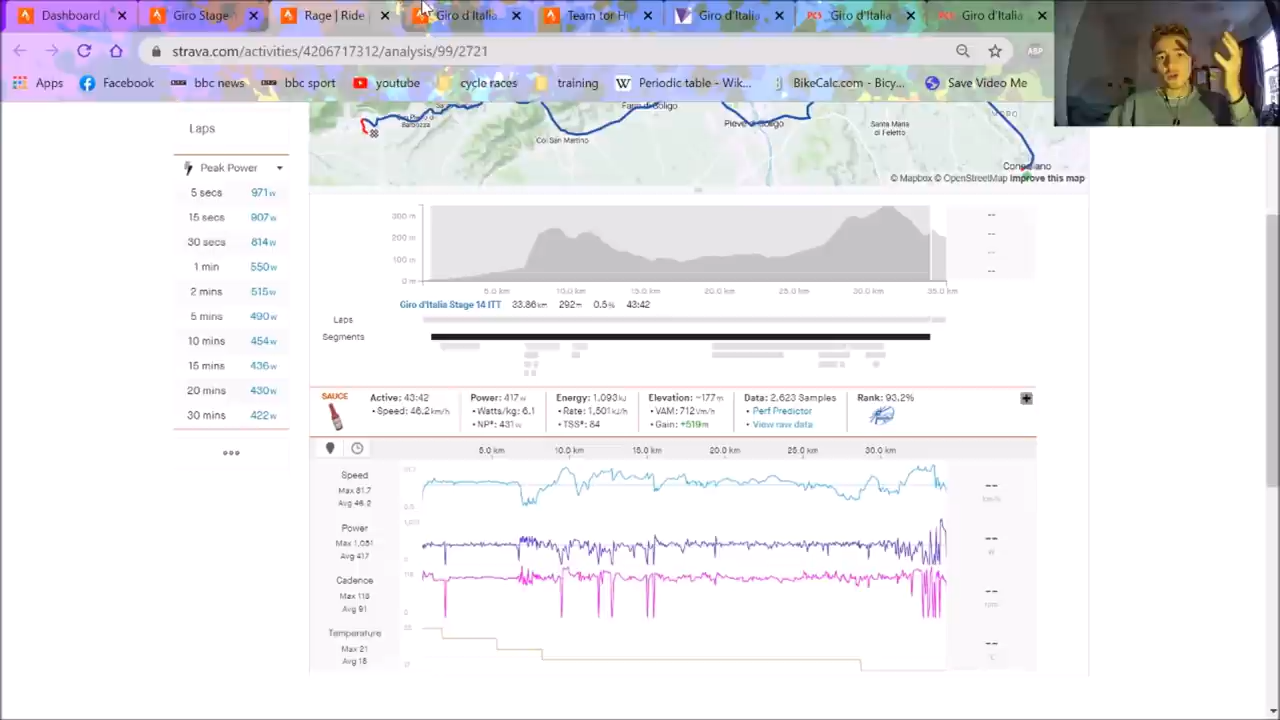 Dashboard
Giro Stage
Rage | Ride
Giro d'Italia
Team for H
Giro d'Italia
Giro d'Italia
Giro d'Italia
strava.com/activities/4206717312/analysis/99/2721
ABP
Apps
Facebook
bbc news
bbc sport
youtube
cycle races
training
Periodic table - Wik...
BikeCalc.com - Bicy...
Save Video Me
Laps
Peak Power
5 secs 971w
15 secs 907w
30 secs 814w
1 min 550w
2 mins 515w
5 mins 490w
10 mins 454w
15 mins 436w
20 mins 430w
30 mins 422w
Col San Martino
Pieve di Soligo
Santa Maria
di Feletto
Conegliano
© Mapbox © OpenStreetMap Improve this map
300 m
200 m
100 m
0 m
5.0 km 10.0 km 15.0 km 20.0 km 25.0 km 30.0 km 35.0 km
Giro d'Italia Stage 14 ITT 33.86km 292m 0.5% 43:42
Laps
Segments
SAUCE
Active: 43:42
• Speed: 46.2km/h
Power: 417w
• Watts/kg: 6.1
• NP®: 431w
Energy: 1,093kJ
• Rate: 1,501kJ/h
• TSS®: 84
Elevation: ~177m
• VAM: 712Vm/h
• Gain: +519m
Data: 2,623 Samples
• Perf Predictor
• View raw data
Rank: 93.2%
5.0 km 10.0 km 15.0 km 20.0 km 25.0 km 30.0 km
Speed
Max 81.7
Avg 46.2
km/h
Power
Max 1,051
Avg 417
W
Cadence
Max 118
Avg 91
rpm
Temperature
Max 21
Avg 18
°C